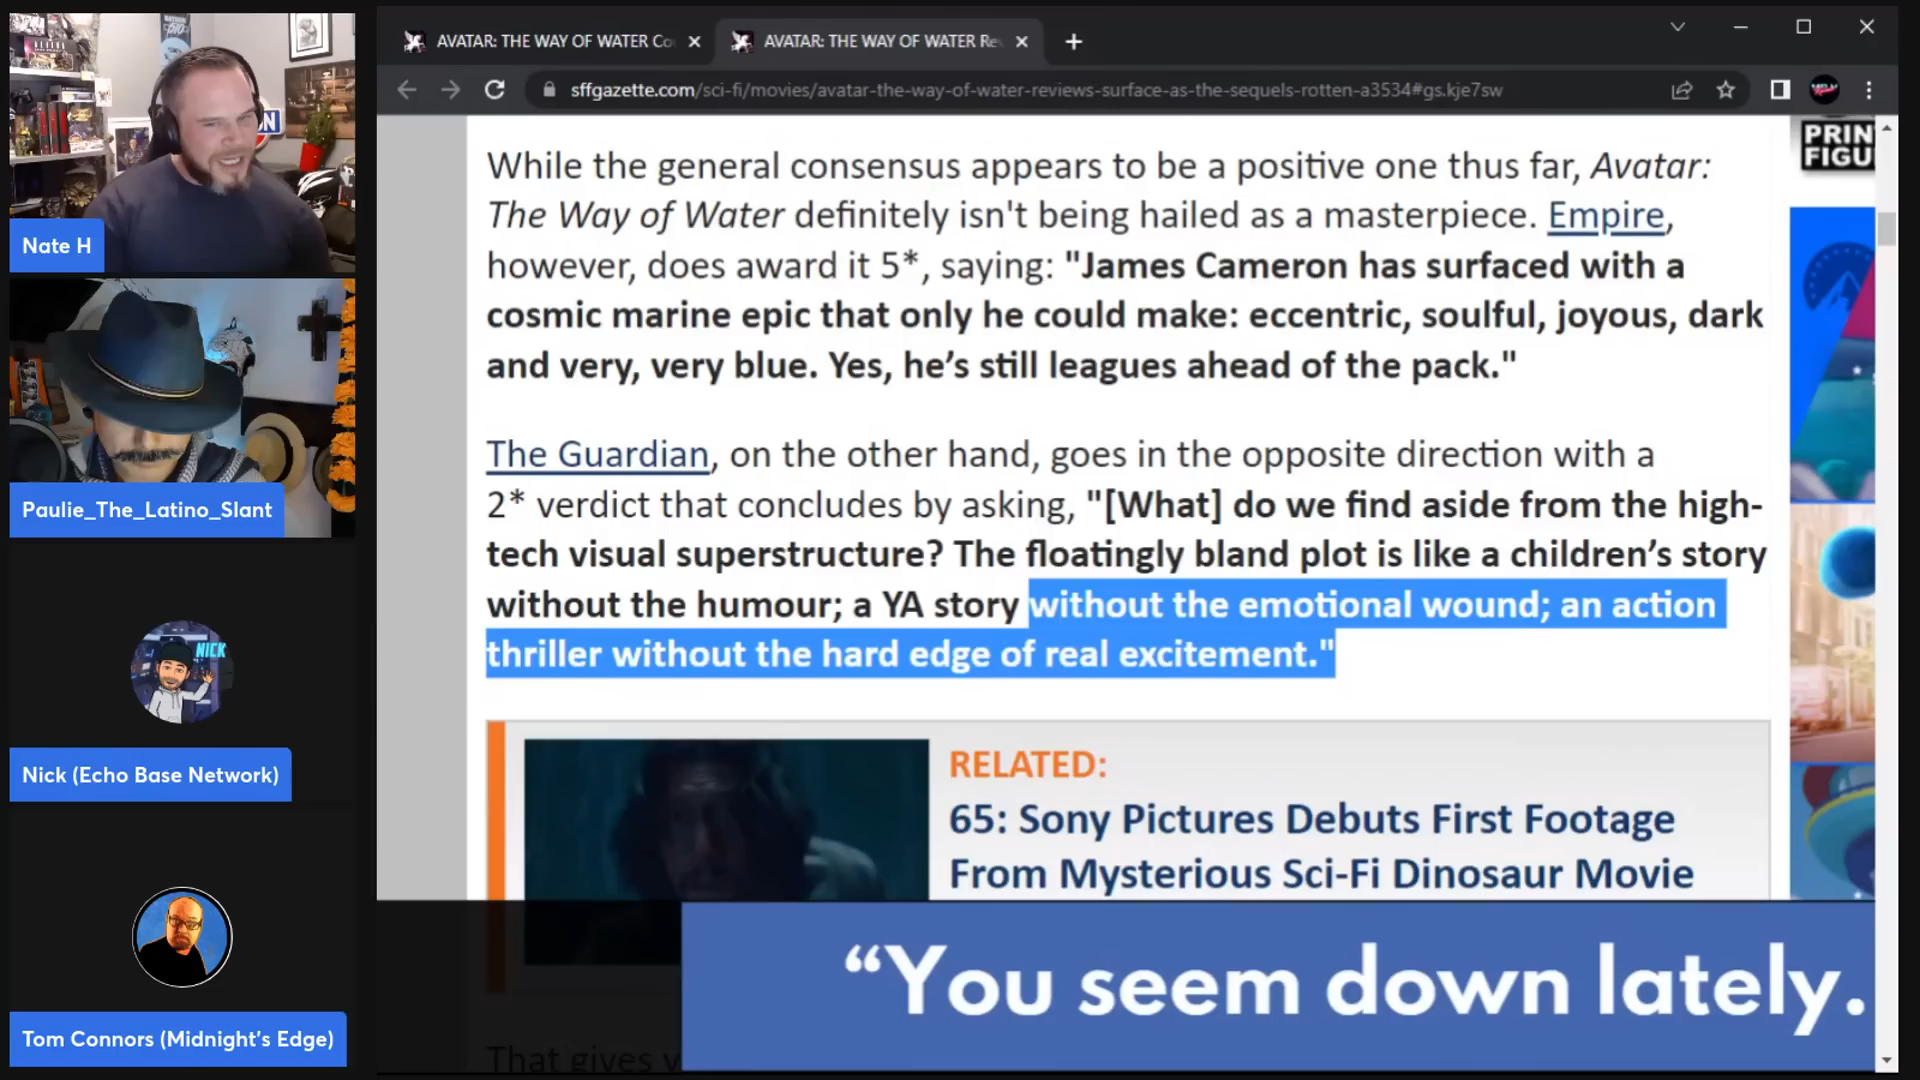 AVATAR: THE WAY OF WATER Co
AVATAR: THE WAY OF WATER Re
sffgazette.com/sci-fi/movies/avatar-the-way-of-water-reviews-surface-as-the-sequels-rotten-a3534#gs.kje7sw
While the general consensus appears to be a positive one thus far, Avatar:
The Way of Water definitely isn't being hailed as a masterpiece. Empire,
however, does award it 5*, saying: "James Cameron has surfaced with a
cosmic marine epic that only he could make: eccentric, soulful, joyous, dark
and very, very blue. Yes, he's still leagues ahead of the pack."
The Guardian, on the other hand, goes in the opposite direction with a
2* verdict that concludes by asking, "[What] do we find aside from the high-
tech visual superstructure? The floatingly bland plot is like a children's story
without the humour; a YA story without the emotional wound; an action
thriller without the hard edge of real excitement."
RELATED:
65: Sony Pictures Debuts First Footage
From Mysterious Sci-Fi Dinosaur Movie
That gives
“You seem down lately.
PRIN
FIGU
Nate H
Paulie_The_Latino_Slant
NICK
Nick (Echo Base Network)
Tom Connors (Midnight's Edge)